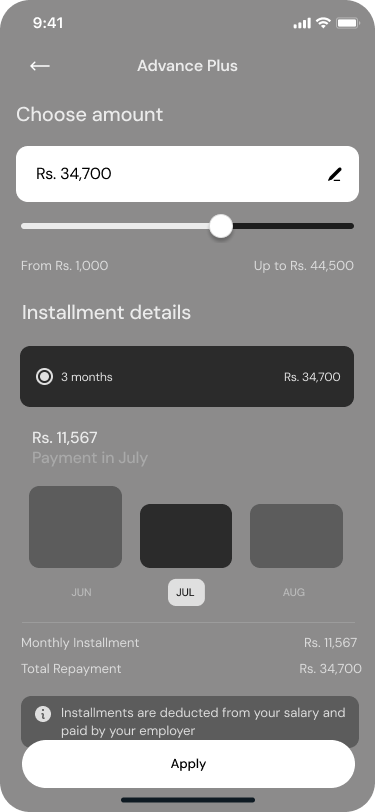 9:41
Advance Plus
Choose amount
Rs. 34,700
From Rs. 1,000 Up to Rs. 44,500
Installment details
3 months Rs. 34,700
Rs. 11,567
Payment in July
JUN JUL AUG
Monthly Installment Rs. 11,567
Total Repayment Rs. 34,700
Installments are deducted from your salary and
paid by your employer
Apply